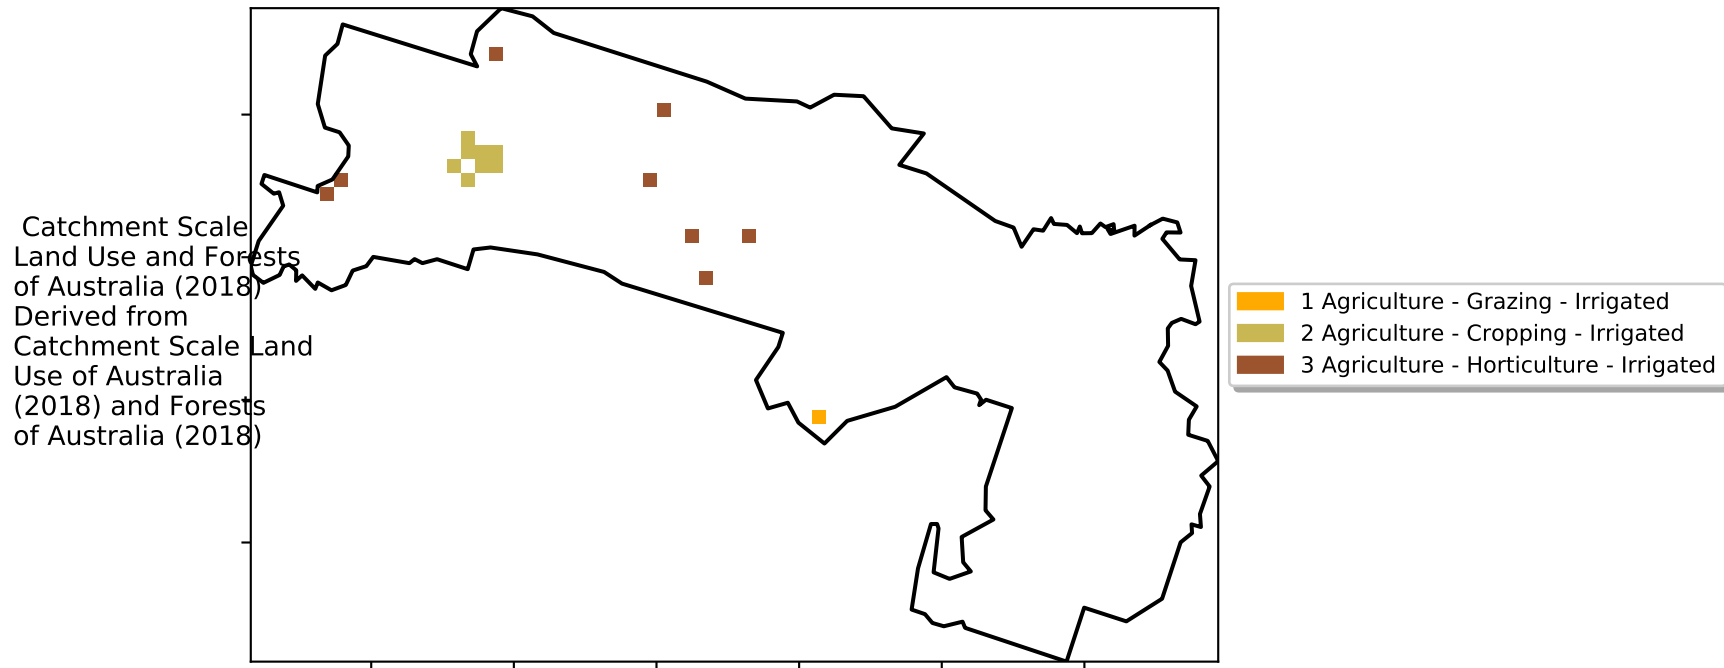 Catchment Scale
Land Use and Forests
of Australia (2018)
Derived from
Catchment Scale Land
Use of Australia
(2018) and Forests
of Australia (2018)
1 Agriculture - Grazing - Irrigated
2 Agriculture - Cropping - Irrigated
3 Agriculture - Horticulture - Irrigated